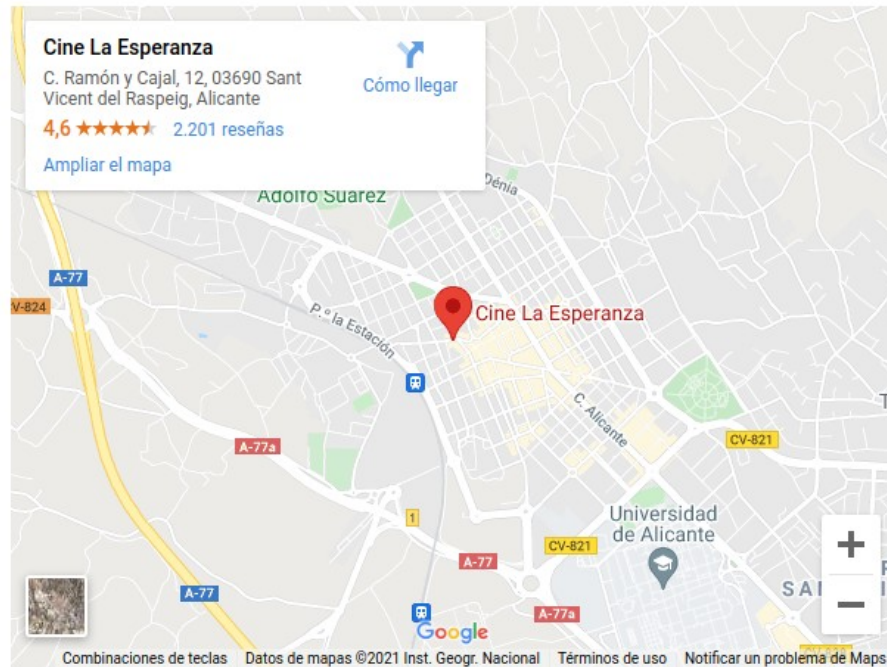 Cine La Esperanza
C. Ramón y Cajal, 12, 03690 Sant
Vicent del Raspeig, Alicante
4,6 2.201 reseñas
Ampliar el mapa
Cómo llegar
Adolfo Suárez
Dénia
A-77
V-824
P.º la Estación
Cine La Esperanza
C. Alicante
A-77a
CV-821
1
Universidad
de Alicante
CV-821
A-77
A-77
A-77a
Google
Combinaciones de teclas Datos de mapas ©2021 Inst. Geogr. Nacional Términos de uso Notificar un problema de Maps